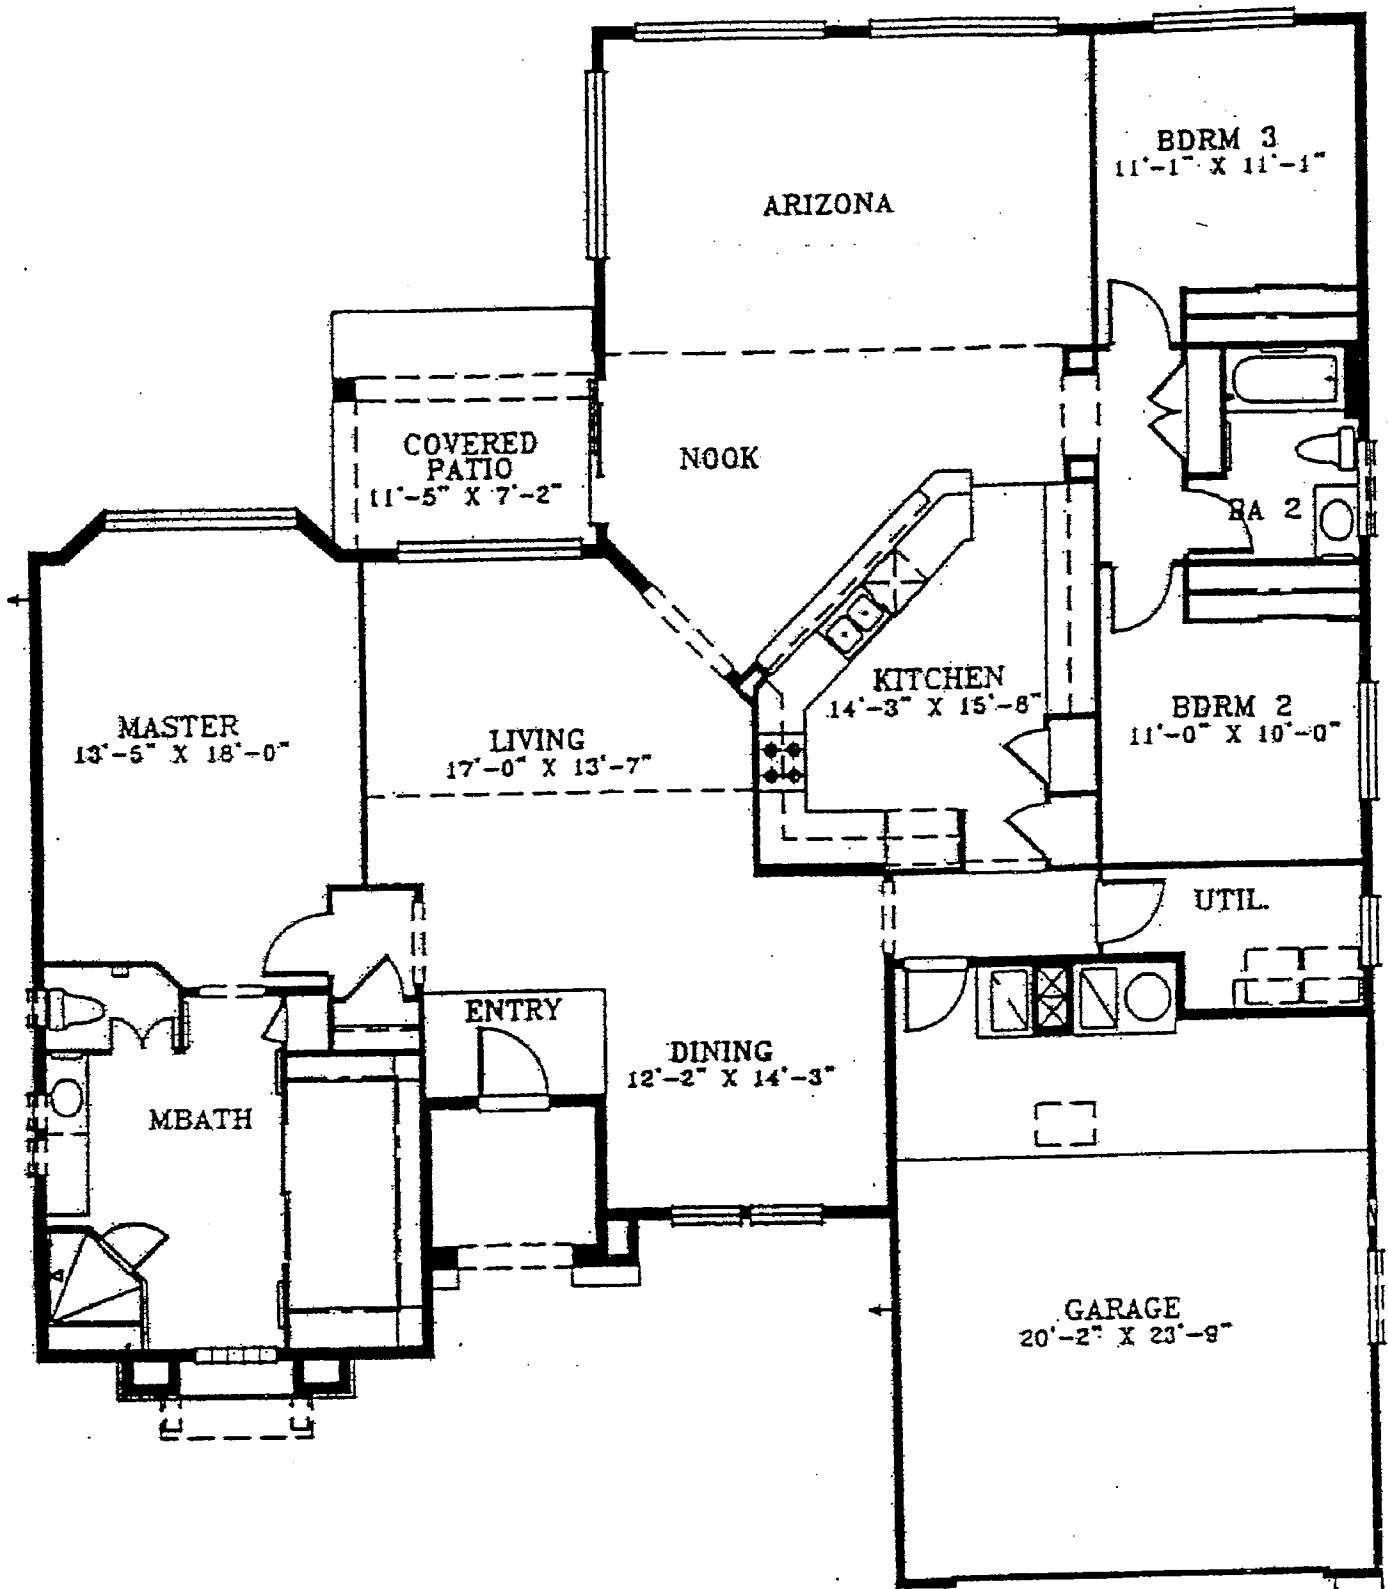 BDRM 3
11'-1" X 11'-1"
ARIZONA
COVERED
PATIO
11'-5" X 7'-2"
NOOK
BA 2
KITCHEN
14'-3" X 15'-8"
BDRM 2
11'-0" X 10'-0"
MASTER
13'-5" X 18'-0"
LIVING
17'-0" X 13'-7"
UTIL.
ENTRY
DINING
12'-2" X 14'-3"
MBATH
GARAGE
20'-2" X 23'-9"